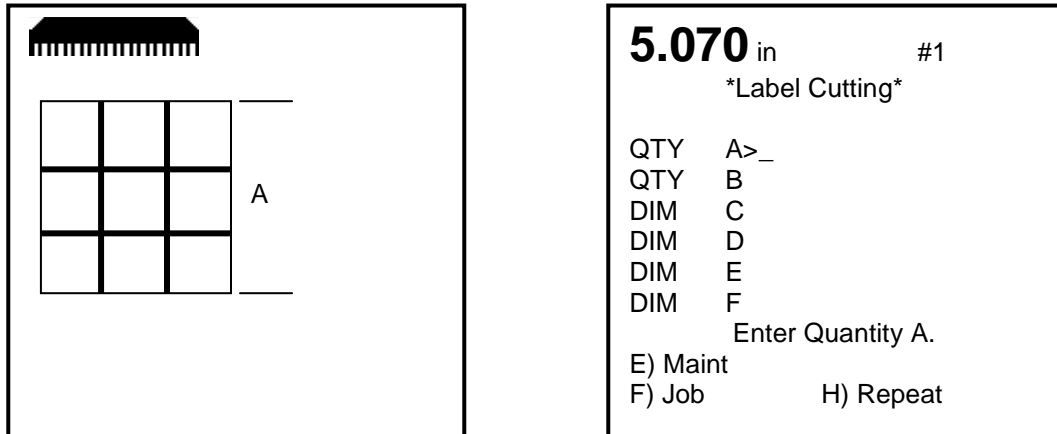 A
5.070 in #1
*Label Cutting*
QTY A>_
QTY B
DIM C
DIM D
DIM E
DIM F
Enter Quantity A.
E) Maint
F) Job H) Repeat